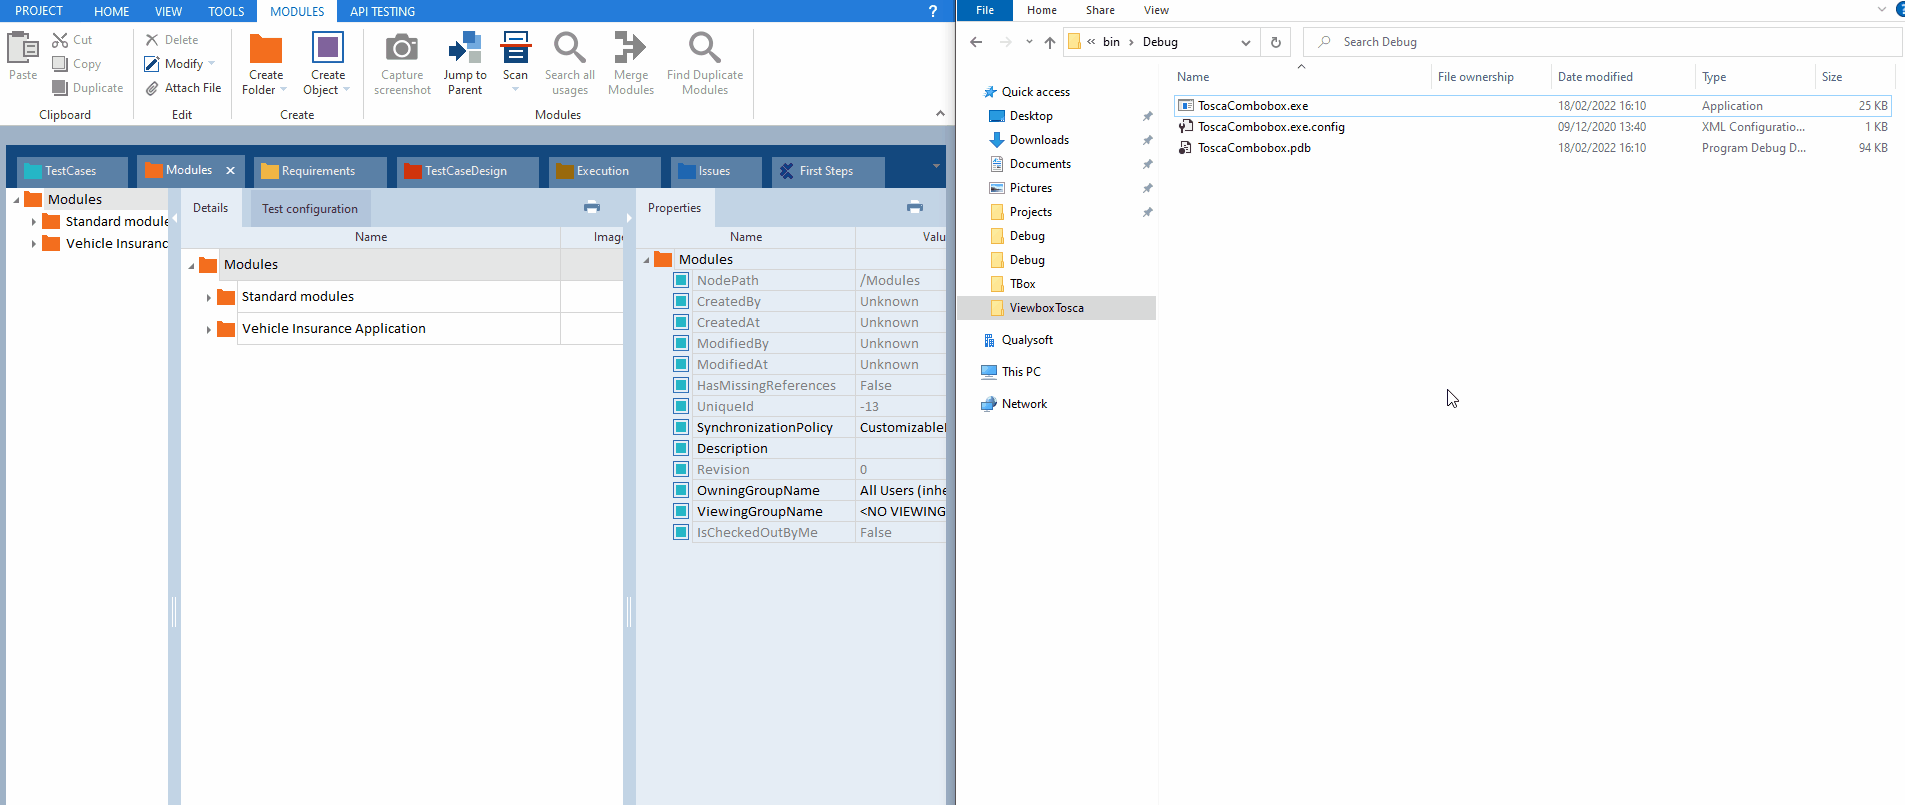 PROJECT HOME VIEW TOOLS MODULES API TESTING ?
Paste
Cut
Copy
Duplicate
Clipboard
Delete
Modify
Attach File
Edit
Create Folder
Create Object
Create
Capture screenshot
Jump to Parent
Scan
Search all usages
Merge Modules
Find Duplicate Modules
Modules
TestCases Modules Requirements TestCaseDesign Execution Issues First Steps
Modules
Standard module
Vehicle Insuranc
Details Test configuration
Name Imag
Modules
Standard modules
Vehicle Insurance Application
Properties
Name Valu
Modules
NodePath /Modules
CreatedBy Unknown
CreatedAt Unknown
ModifiedBy Unknown
ModifiedAt Unknown
HasMissingReferences False
UniqueId -13
SynchronizationPolicy Customizable
Description
Revision 0
OwningGroupName All Users (inhe
ViewingGroupName <NO VIEWING
IsCheckedOutByMe False
File Home Share View
« bin › Debug
Search Debug
Quick access
Desktop
Downloads
Documents
Pictures
Projects
Debug
Debug
TBox
ViewboxTosca
Qualysoft
This PC
Network
Name File ownership Date modified Type Size
ToscaCombobox.exe 18/02/2022 16:10 Application 25 KB
ToscaCombobox.exe.config 09/12/2020 13:40 XML Configuratio... 1 KB
ToscaCombobox.pdb 18/02/2022 16:10 Program Debug D... 94 KB